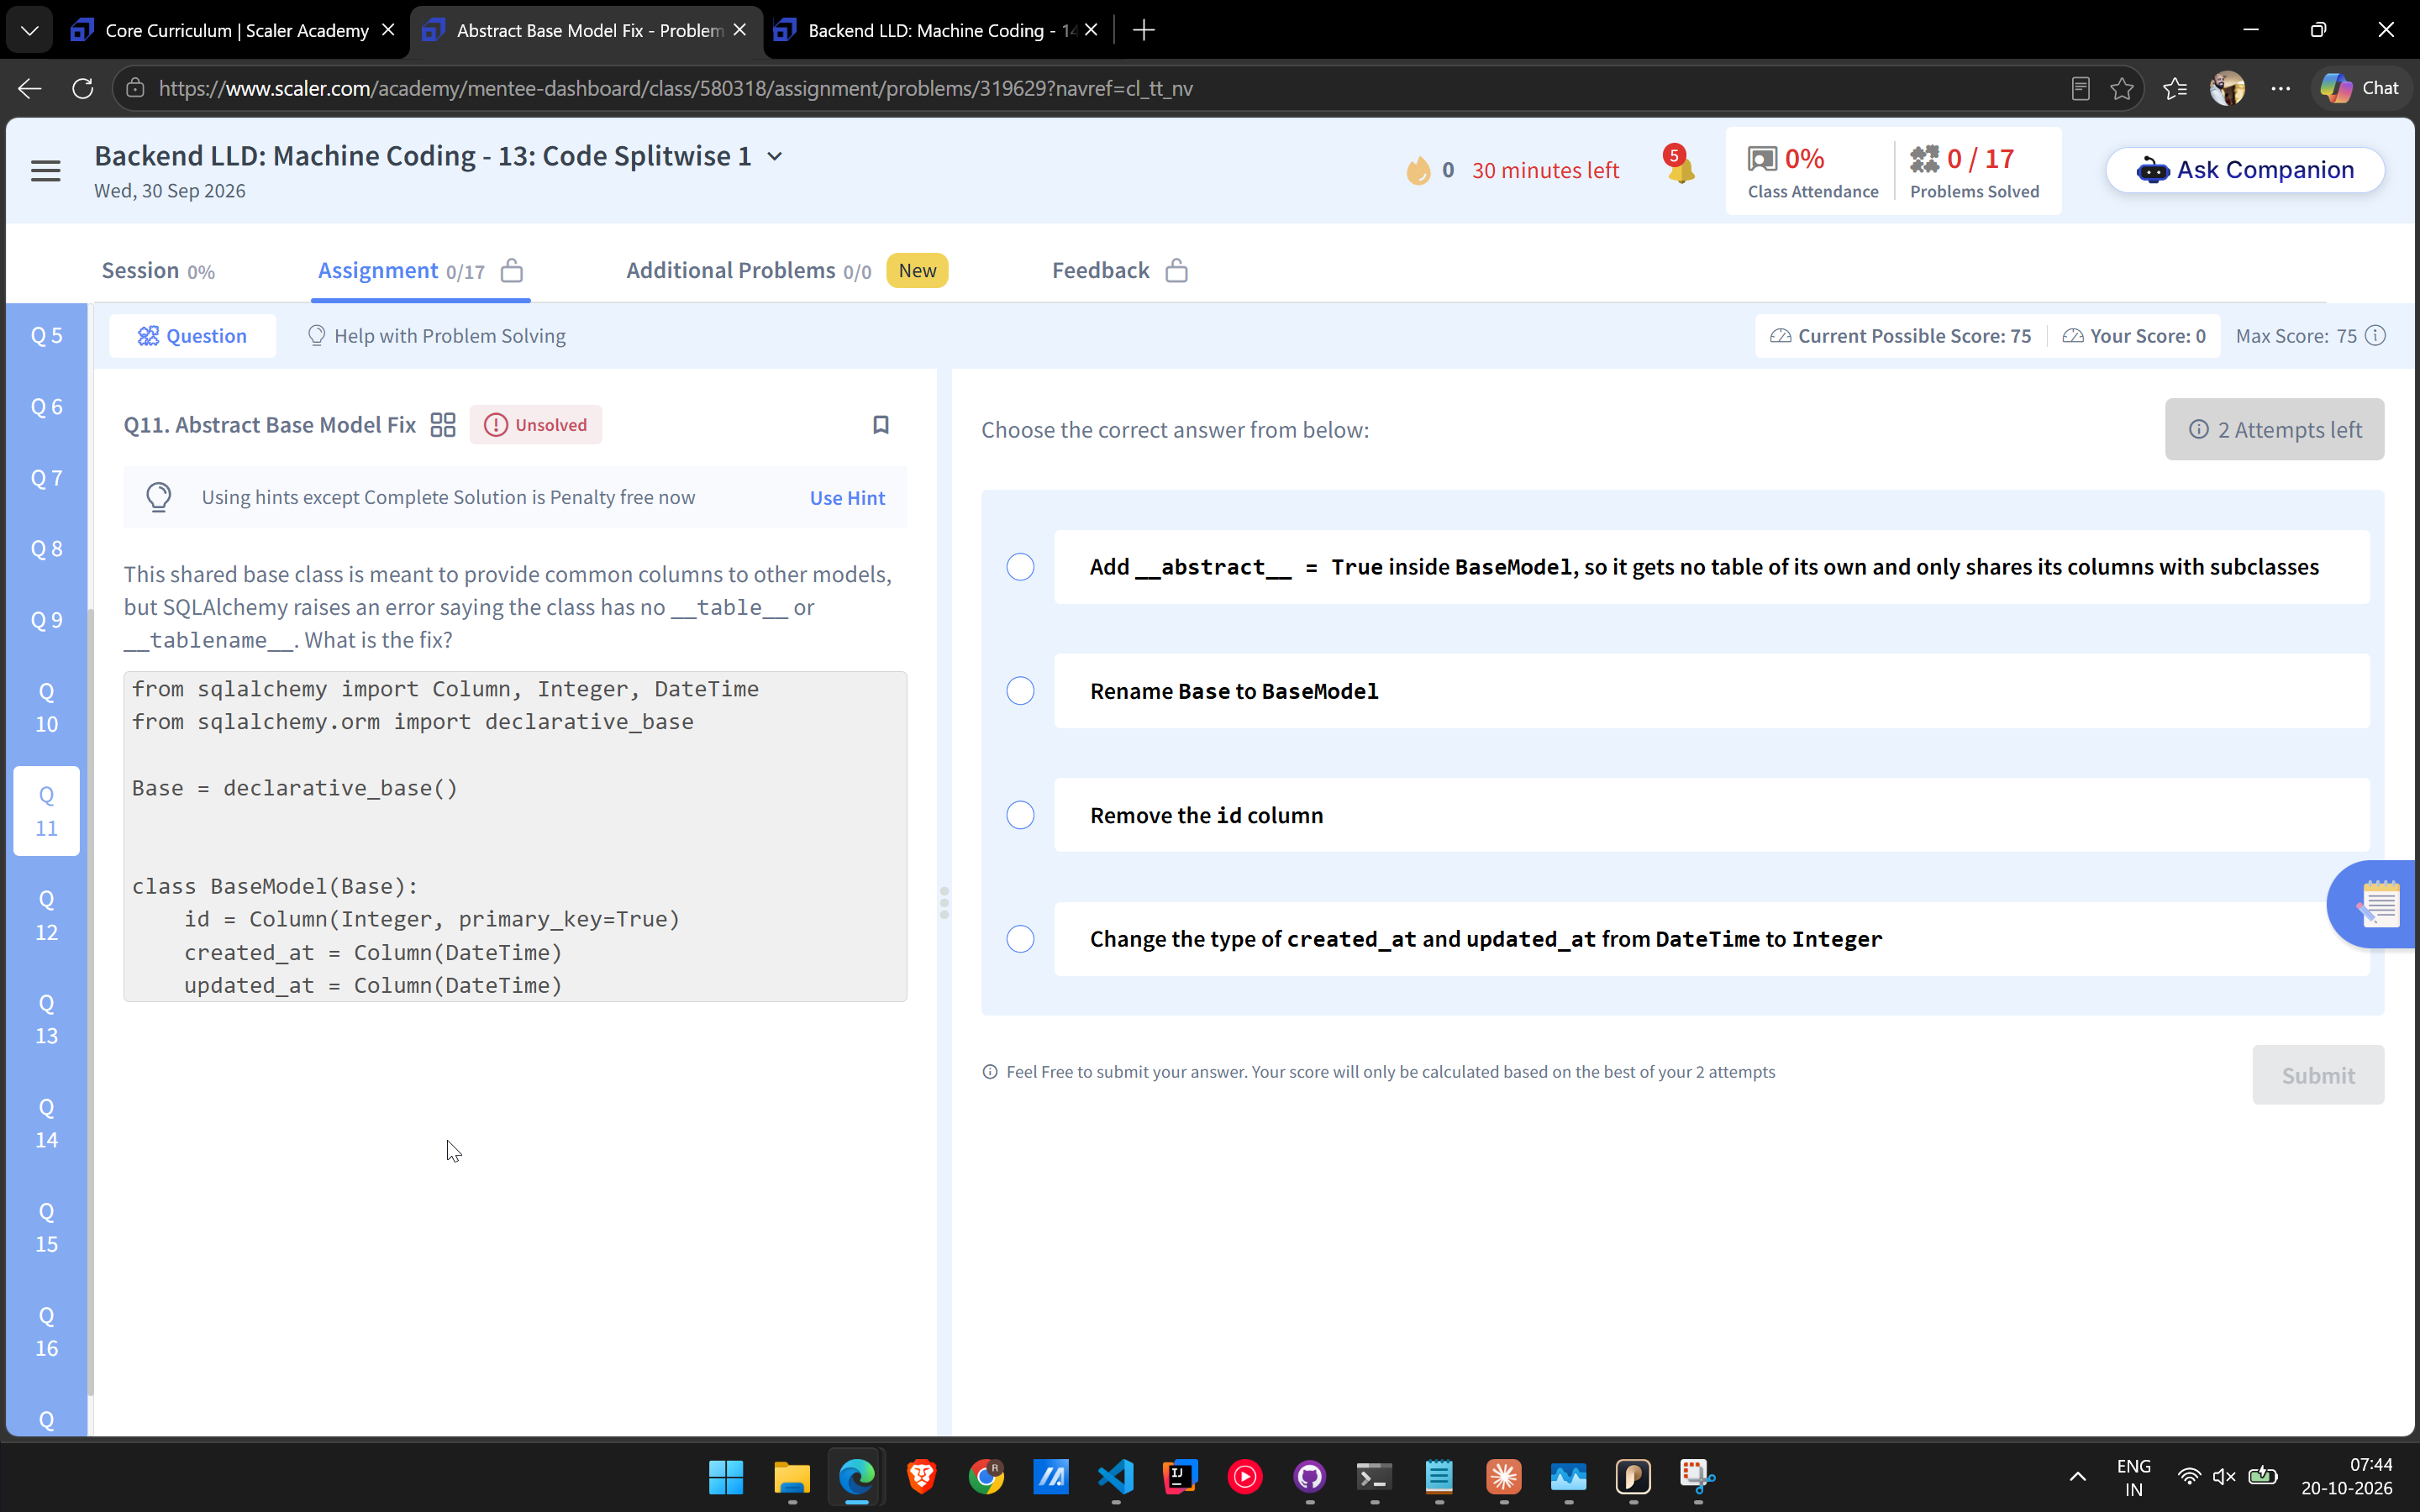 Core Curriculum | Scaler Academy
Abstract Base Model Fix - Problem
Backend LLD: Machine Coding - 14
https://www.scaler.com/academy/mentee-dashboard/class/580318/assignment/problems/319629?navref=cl_tt_nv
Chat
Backend LLD: Machine Coding - 13: Code Splitwise 1
Wed, 30 Sep 2026
0
30 minutes left
5
0%
Class Attendance
0 / 17
Problems Solved
Ask Companion
Session 0%
Assignment 0/17
Additional Problems 0/0
New
Feedback
Q 5
Q 6
Q 7
Q 8
Q 9
Q
10
Q
11
Q
12
Q
13
Q
14
Q
15
Q
16
Q
Question
Help with Problem Solving
Current Possible Score: 75
Your Score: 0
Max Score: 75
Q11. Abstract Base Model Fix
Unsolved
Using hints except Complete Solution is Penalty free now
Use Hint
This shared base class is meant to provide common columns to other models,
but SQLAlchemy raises an error saying the class has no __table__ or
__tablename__. What is the fix?
from sqlalchemy import Column, Integer, DateTime
from sqlalchemy.orm import declarative_base
Base = declarative_base()
class BaseModel(Base):
    id = Column(Integer, primary_key=True)
    created_at = Column(DateTime)
    updated_at = Column(DateTime)
Choose the correct answer from below:
2 Attempts left
Add __abstract__ = True inside BaseModel, so it gets no table of its own and only shares its columns with subclasses
Rename Base to BaseModel
Remove the id column
Change the type of created_at and updated_at from DateTime to Integer
Feel Free to submit your answer. Your score will only be calculated based on the best of your 2 attempts
Submit
ENG
IN
07:44
20-10-2026